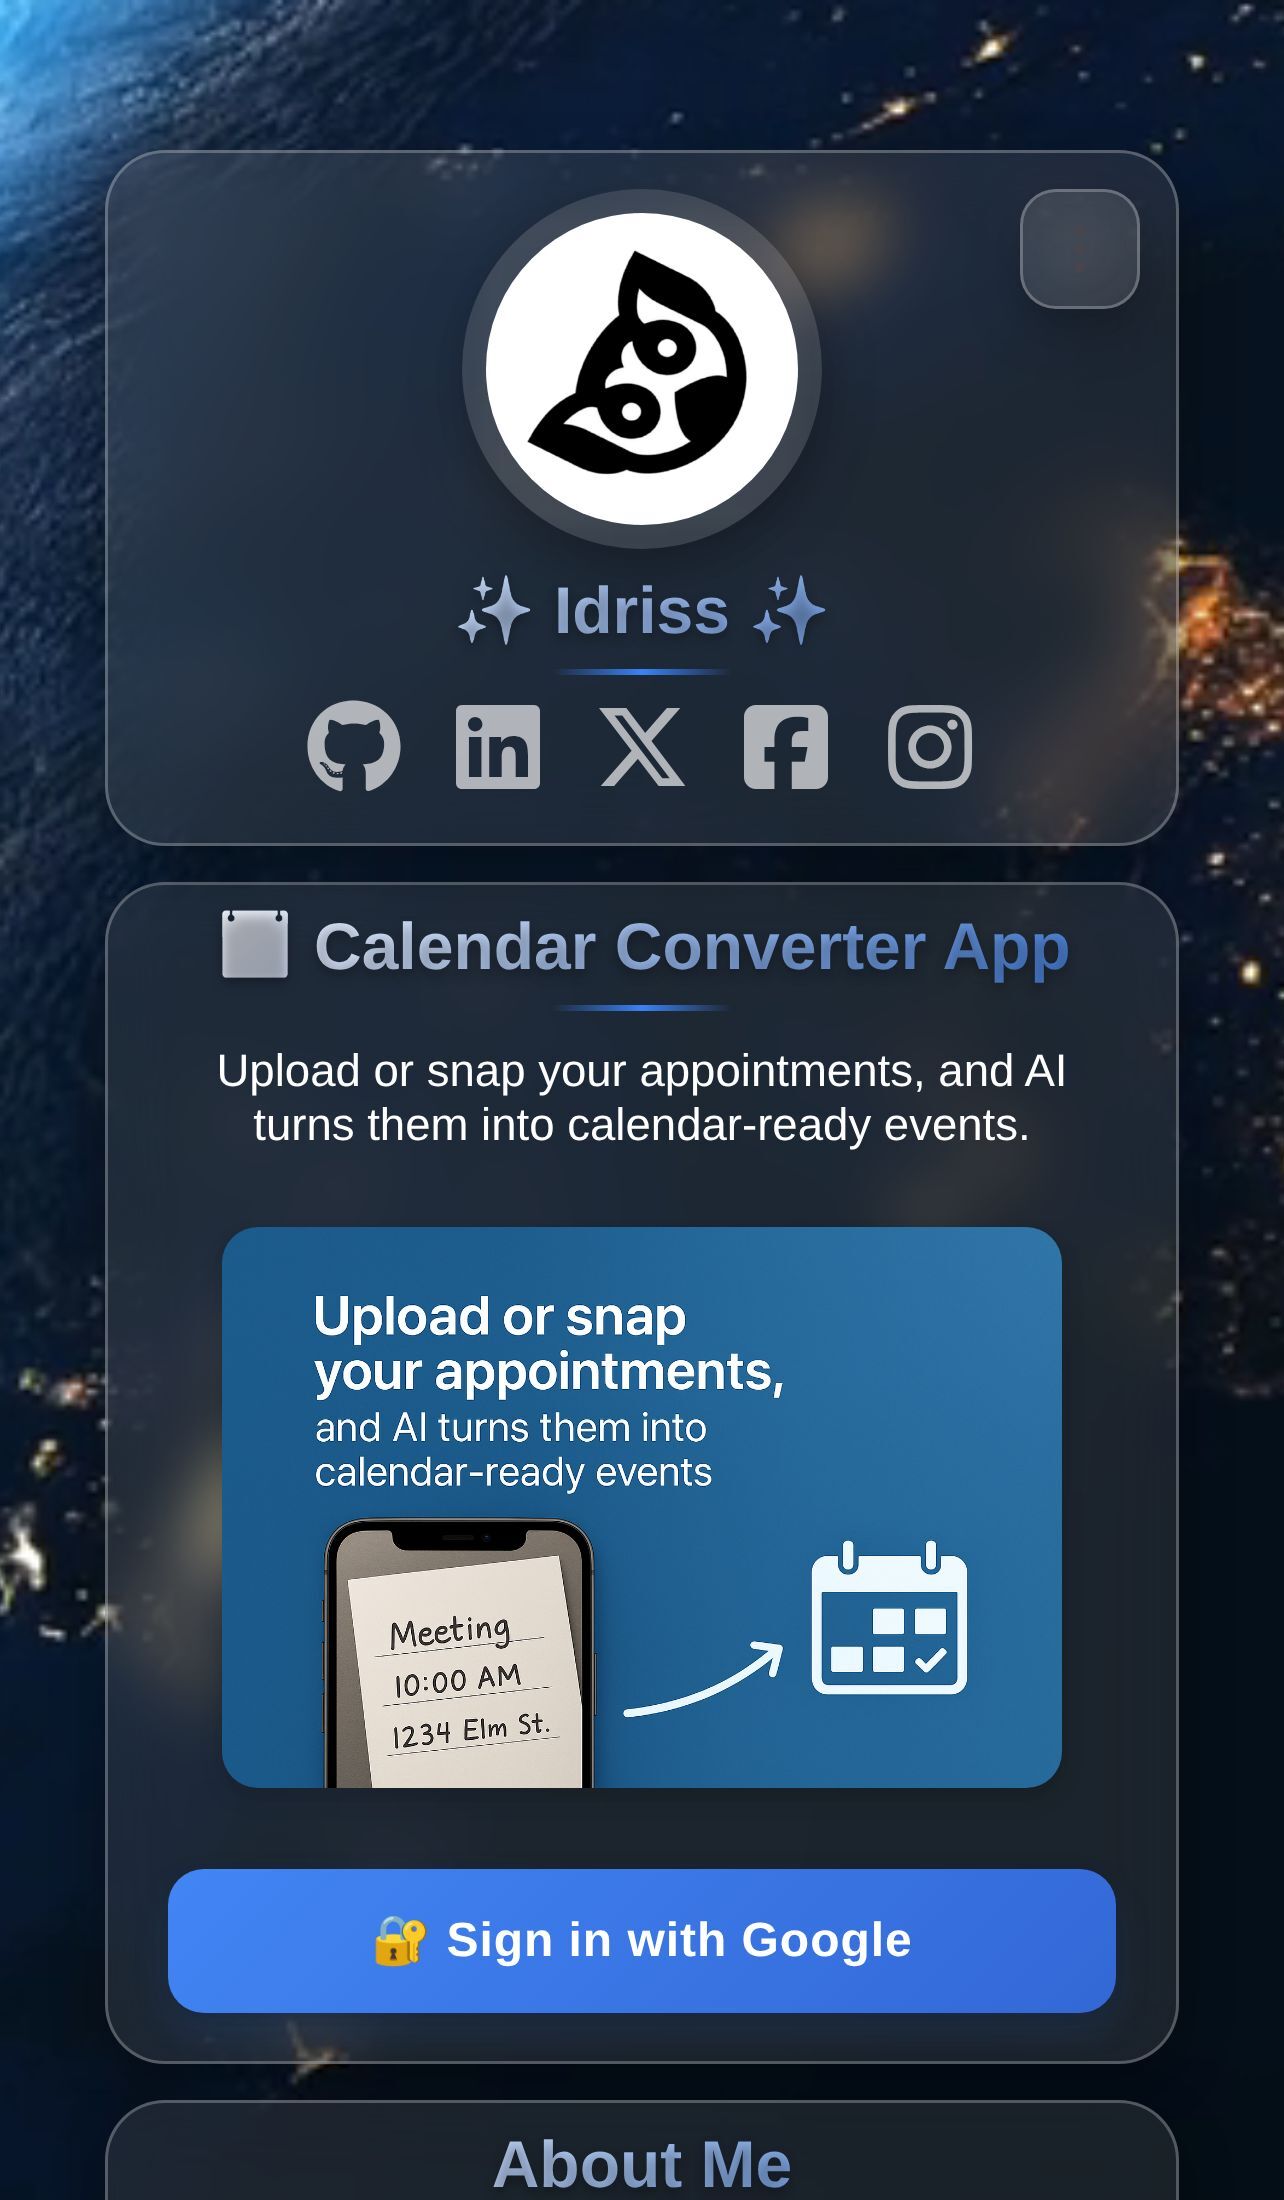 ✨ Idriss ✨
Calendar Converter App
Upload or snap your appointments, and AI
turns them into calendar-ready events.
Upload or snap
your appointments,
and AI turns them into
calendar-ready events
Meeting
10:00 AM
1234 Elm St.
🔐 Sign in with Google
About Me